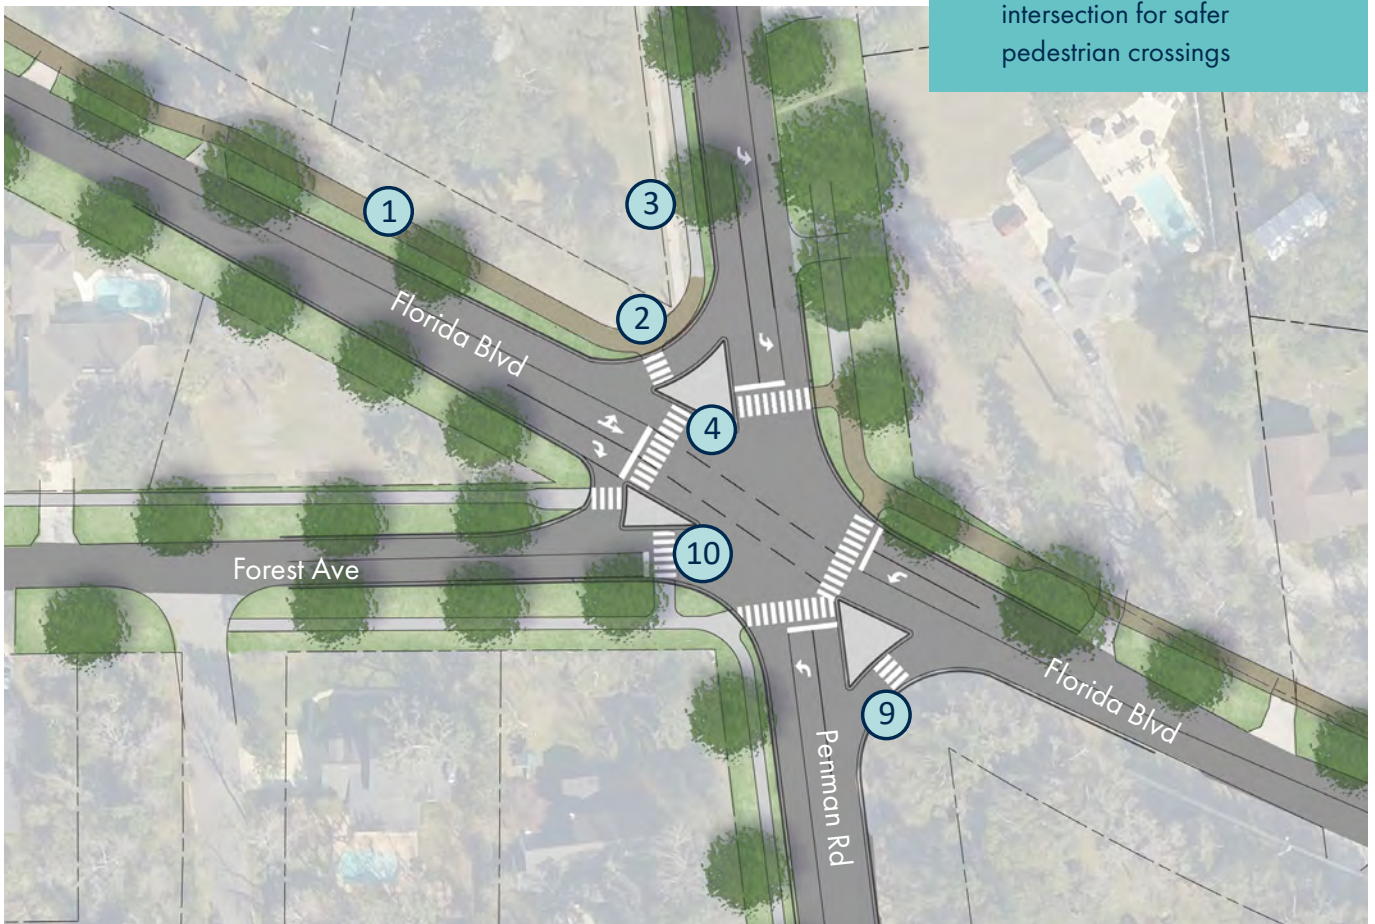 intersection for safer
pedestrian crossings
1
3
2
Florida Blvd
4
10
Forest Ave
Florida Blvd
9
Penman Rd